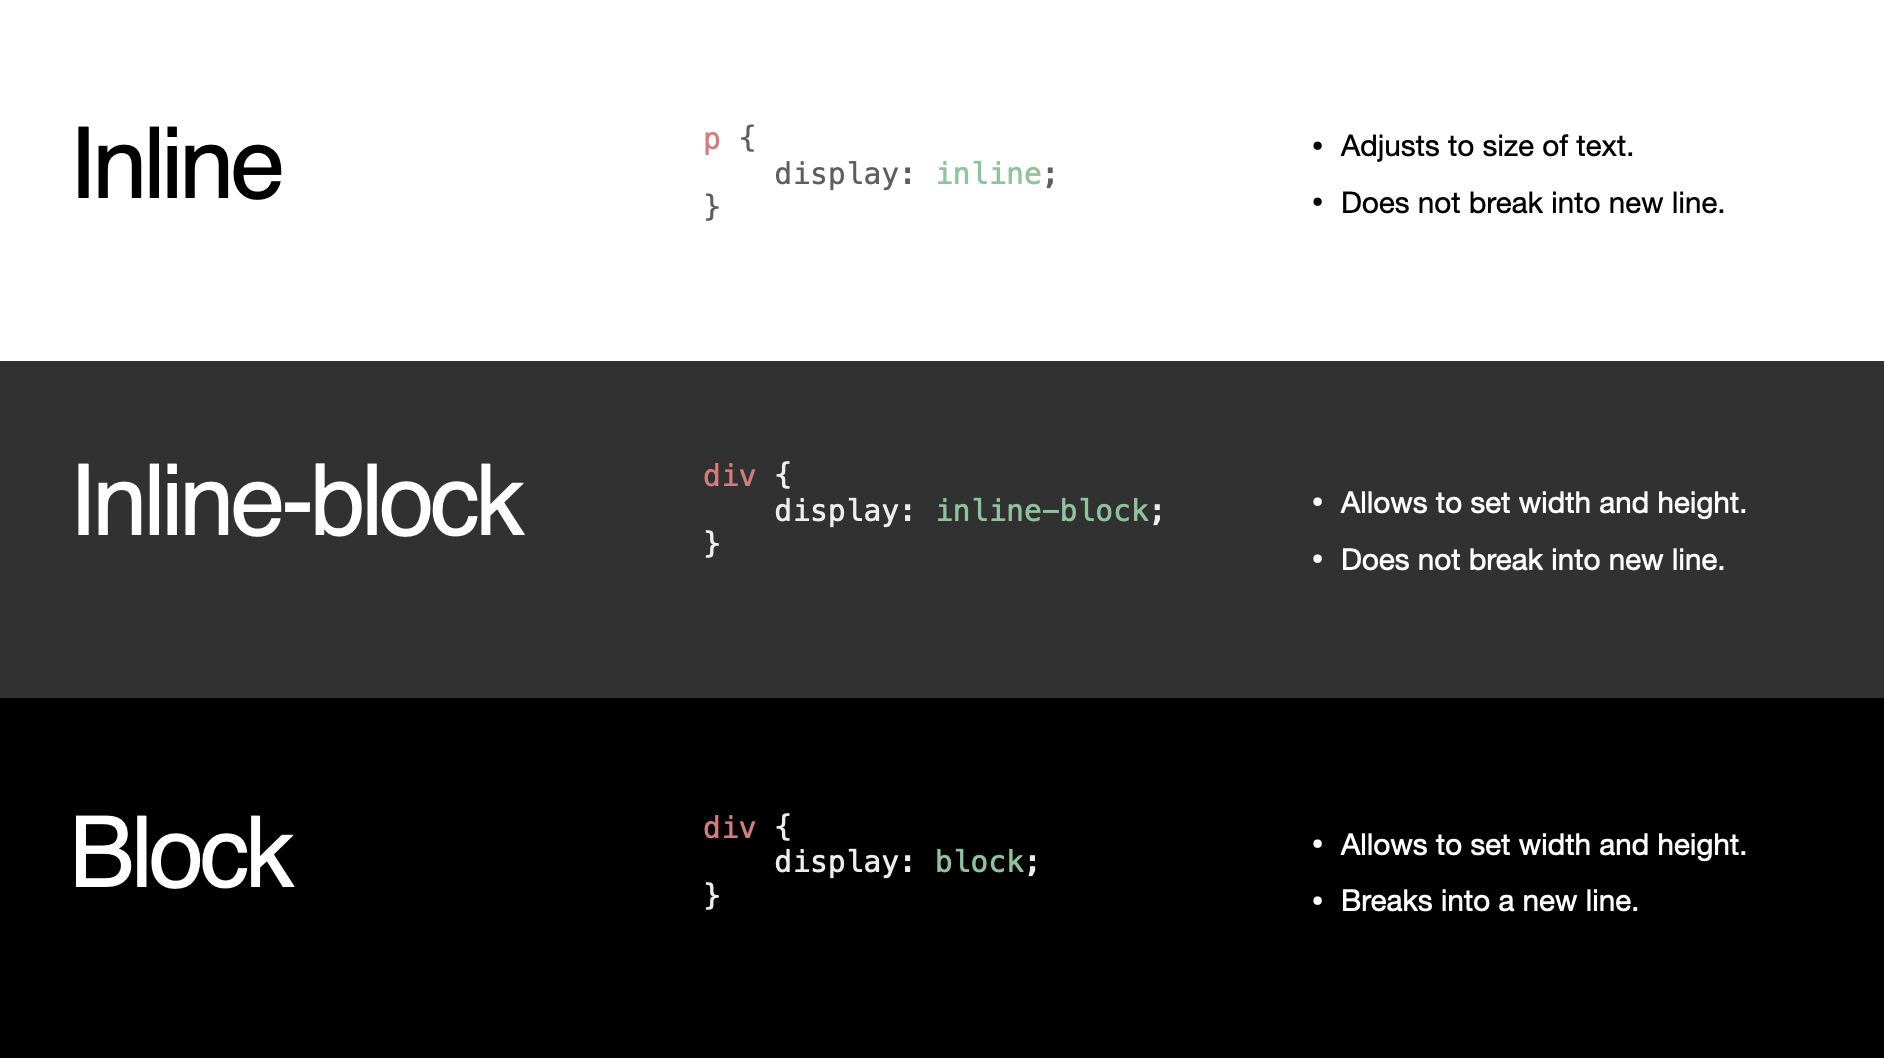 Inline
p {
    display: inline;
}
• Adjusts to size of text.
• Does not break into new line.
Inline-block
div {
    display: inline-block;
}
• Allows to set width and height.
• Does not break into new line.
Block
div {
    display: block;
}
• Allows to set width and height.
• Breaks into a new line.